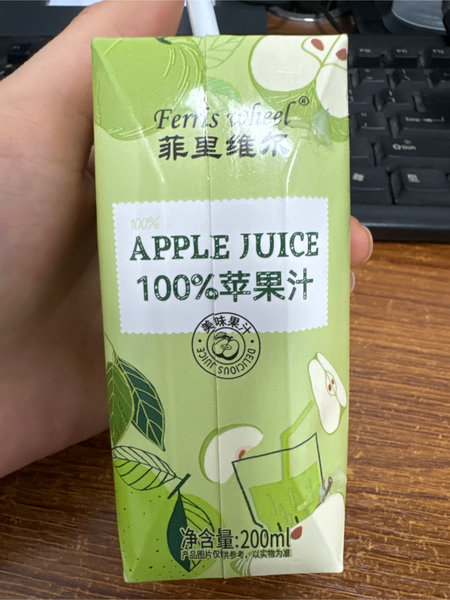 Ferris wheel®
菲里维尔
100%
APPLE JUICE
100%苹果汁
·美味果汁·
DELICIOUS JUICE
净含量:200ml
产品图片仅供参考，以实物为准